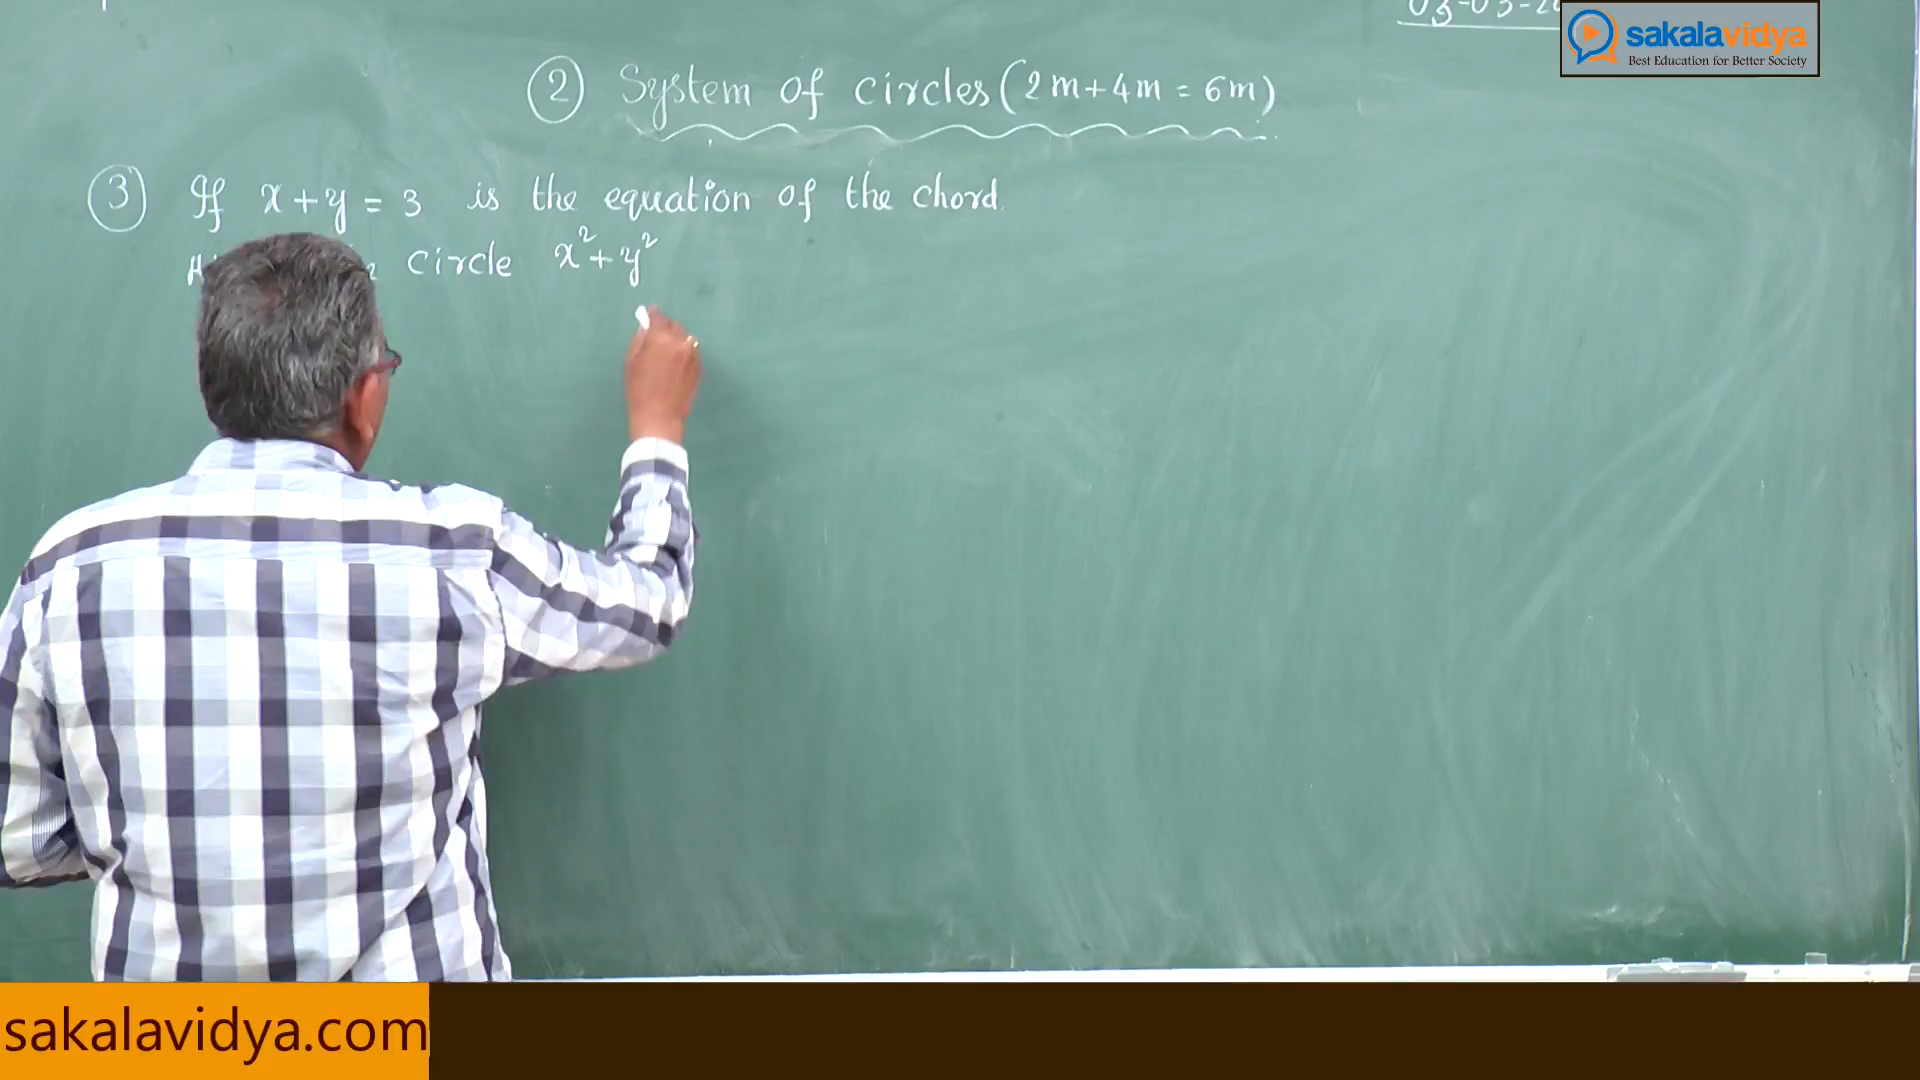 sakalavidya
Best Education for Better Society
② System of circles (2m+4m = 6m)
③ If x+y = 3 is the equation of the chord
circle x²+y²
sakalavidya.com